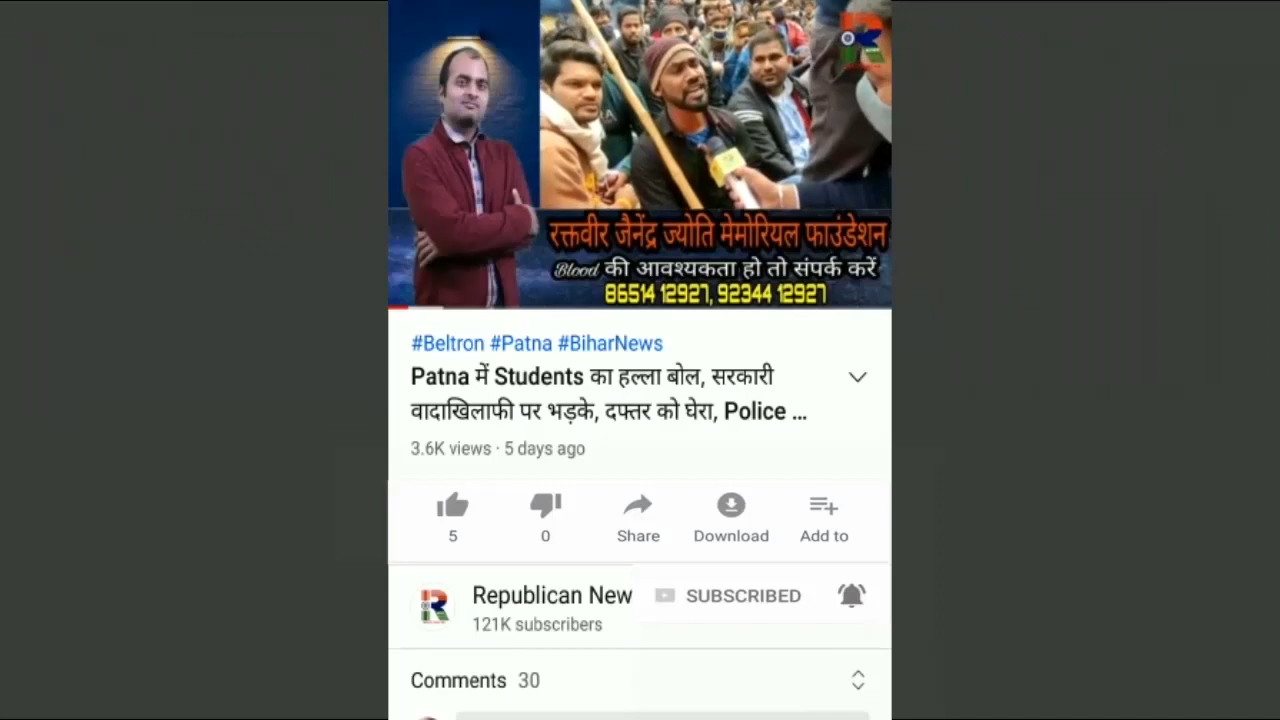 रक्तवीर जैनेंद्र ज्योति मेमोरियल फाउंडेशन
Blood की आवश्यकता हो तो संपर्क करें
86514 12927, 92344 12927
#Beltron #Patna #BiharNews
Patna में Students का हल्ला बोल, सरकारी
वादाखिलाफी पर भड़के, दफ्तर को घेरा, Police ...
3.6K views · 5 days ago
5 0 Share Download Add to
Republican New SUBSCRIBED
121K subscribers
Comments 30